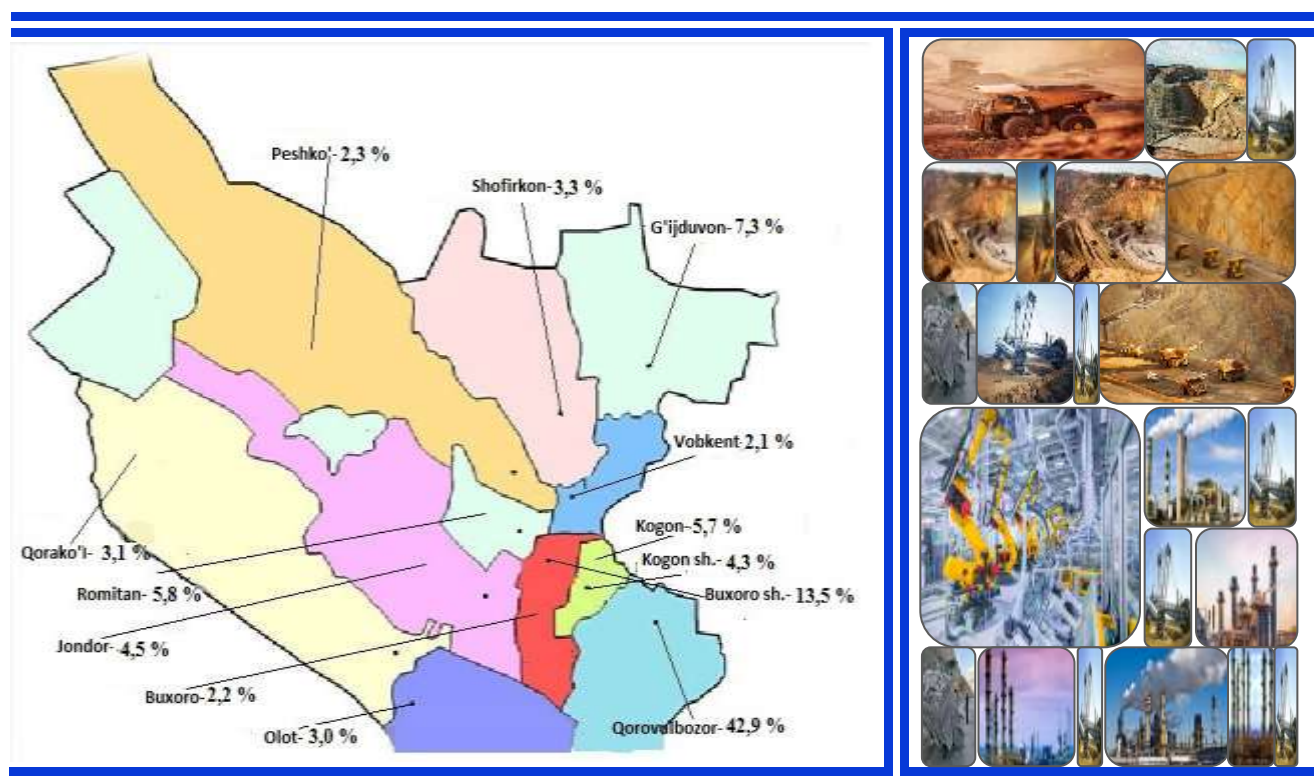 Peshko'- 2,3 %
Shofirkon- 3,3 %
G'ijduvon- 7,3 %
Vobkent 2,1 %
Kogon-5,7 %
Kogon sh.- 4,3 %
Buxoro sh.- 13,5 %
Qorako'l- 3,1 %
Romitan- 5,8 %
Jondor- 4,5 %
Buxoro- 2,2 %
Olot- 3,0 %
Qorovulbozor- 42,9 %